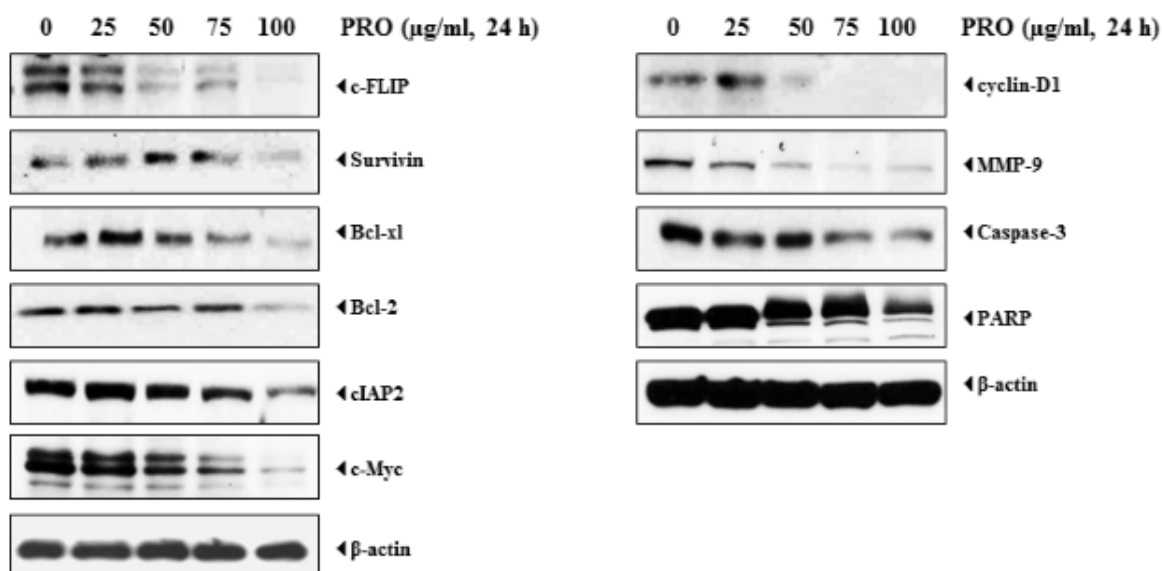 0 25 50 75 100 PRO (µg/ml, 24 h)
◄c-FLIP
◄Survivin
◄Bcl-xl
◄Bcl-2
◄cIAP2
◄c-Myc
◄β-actin
0 25 50 75 100 PRO (µg/ml, 24 h)
◄cyclin-D1
◄MMP-9
◄Caspase-3
◄PARP
◄β-actin